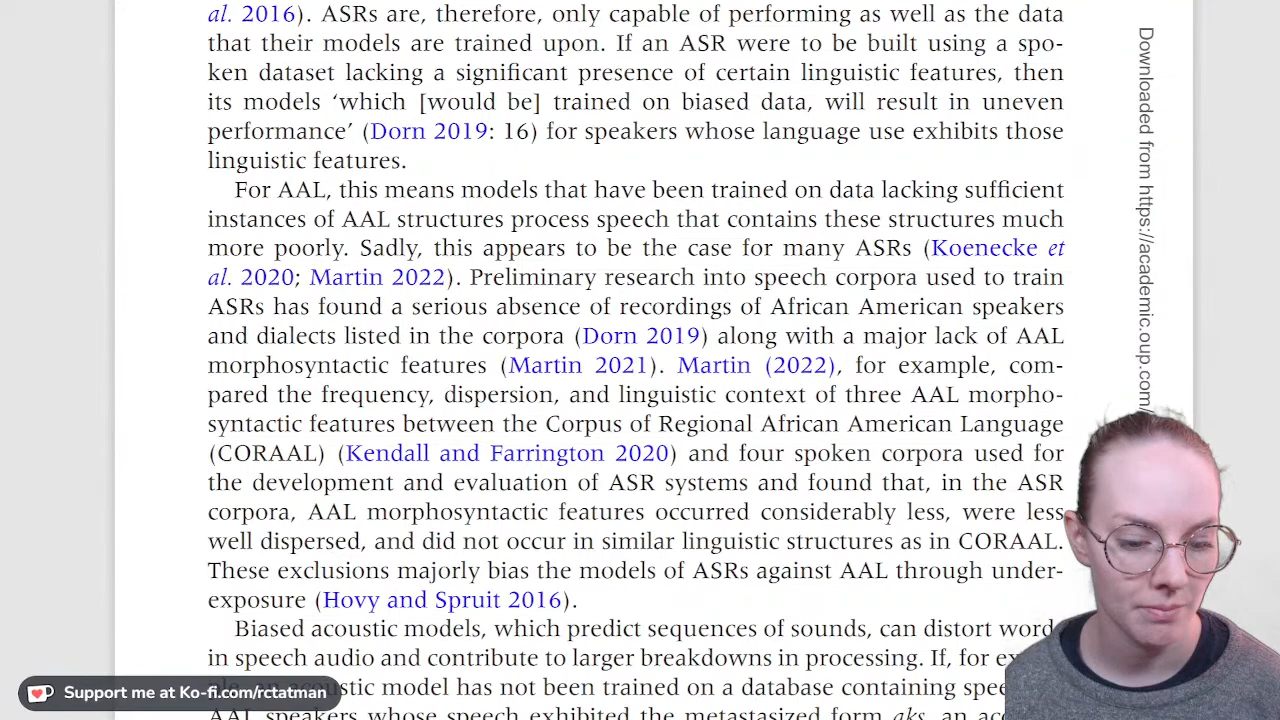 al. 2016). ASRs are, therefore, only capable of performing as well as the data
that their models are trained upon. If an ASR were to be built using a spo-
ken dataset lacking a significant presence of certain linguistic features, then
its models ‘which [would be] trained on biased data, will result in uneven
performance’ (Dorn 2019: 16) for speakers whose language use exhibits those
linguistic features.
For AAL, this means models that have been trained on data lacking sufficient
instances of AAL structures process speech that contains these structures much
more poorly. Sadly, this appears to be the case for many ASRs (Koenecke et
al. 2020; Martin 2022). Preliminary research into speech corpora used to train
ASRs has found a serious absence of recordings of African American speakers
and dialects listed in the corpora (Dorn 2019) along with a major lack of AAL
morphosyntactic features (Martin 2021). Martin (2022), for example, com-
pared the frequency, dispersion, and linguistic context of three AAL morpho-
syntactic features between the Corpus of Regional African American Language
(CORAAL) (Kendall and Farrington 2020) and four spoken corpora used for
the development and evaluation of ASR systems and found that, in the ASR
corpora, AAL morphosyntactic features occurred considerably less, were less
well dispersed, and did not occur in similar linguistic structures as in CORAAL.
These exclusions majorly bias the models of ASRs against AAL through under-
exposure (Hovy and Spruit 2016).
Biased acoustic models, which predict sequences of sounds, can distort word
in speech audio and contribute to larger breakdowns in processing. If, for
acoustic model has not been trained on a database containing
AAL speakers whose speech exhibited the metastasized form aks, an
Downloaded from https://academic.oup.com/
Support me at Ko-fi.com/rctatman